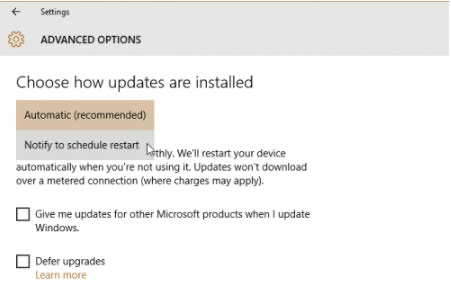 Settings
ADVANCED OPTIONS
Choose how updates are installed
Automatic (recommended)
Notify to schedule restart
We'll restart your device
automatically when you're not using it. Updates won't download
over a metered connection (where charges may apply).
Give me updates for other Microsoft products when I update
Windows.
Defer upgrades
Learn more